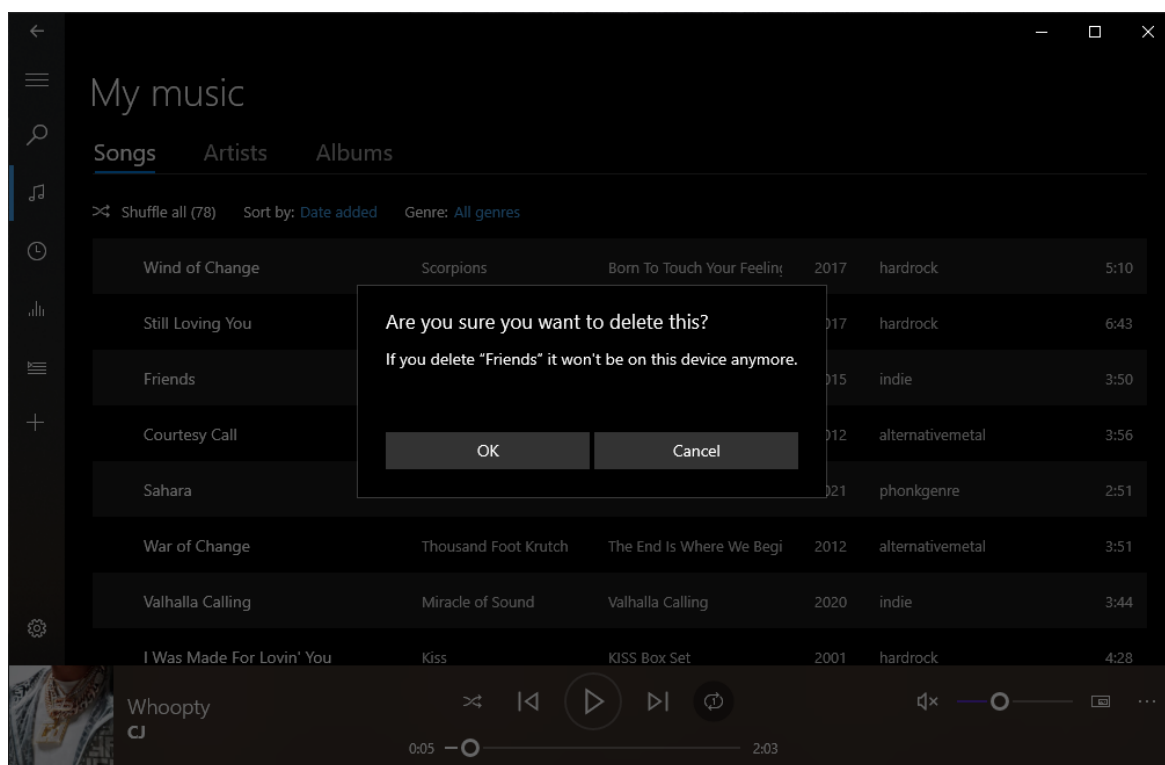 My music
Songs Artists Albums
Shuffle all (78) Sort by: Date added Genre: All genres
Wind of Change Scorpions Born To Touch Your Feeling 2017 hardrock 5:10
Still Loving You 017 hardrock 6:43
Friends 015 indie 3:50
Courtesy Call 012 alternativemetal 3:56
Sahara 021 phonkgenre 2:51
War of Change Thousand Foot Krutch The End Is Where We Begi 2012 alternativemetal 3:51
Valhalla Calling Miracle of Sound Valhalla Calling 2020 indie 3:44
I Was Made For Lovin' You Kiss KISS Box Set 2001 hardrock 4:28
Are you sure you want to delete this?
If you delete “Friends” it won't be on this device anymore.
OK Cancel
Whoopty
CJ
0:05 2:03